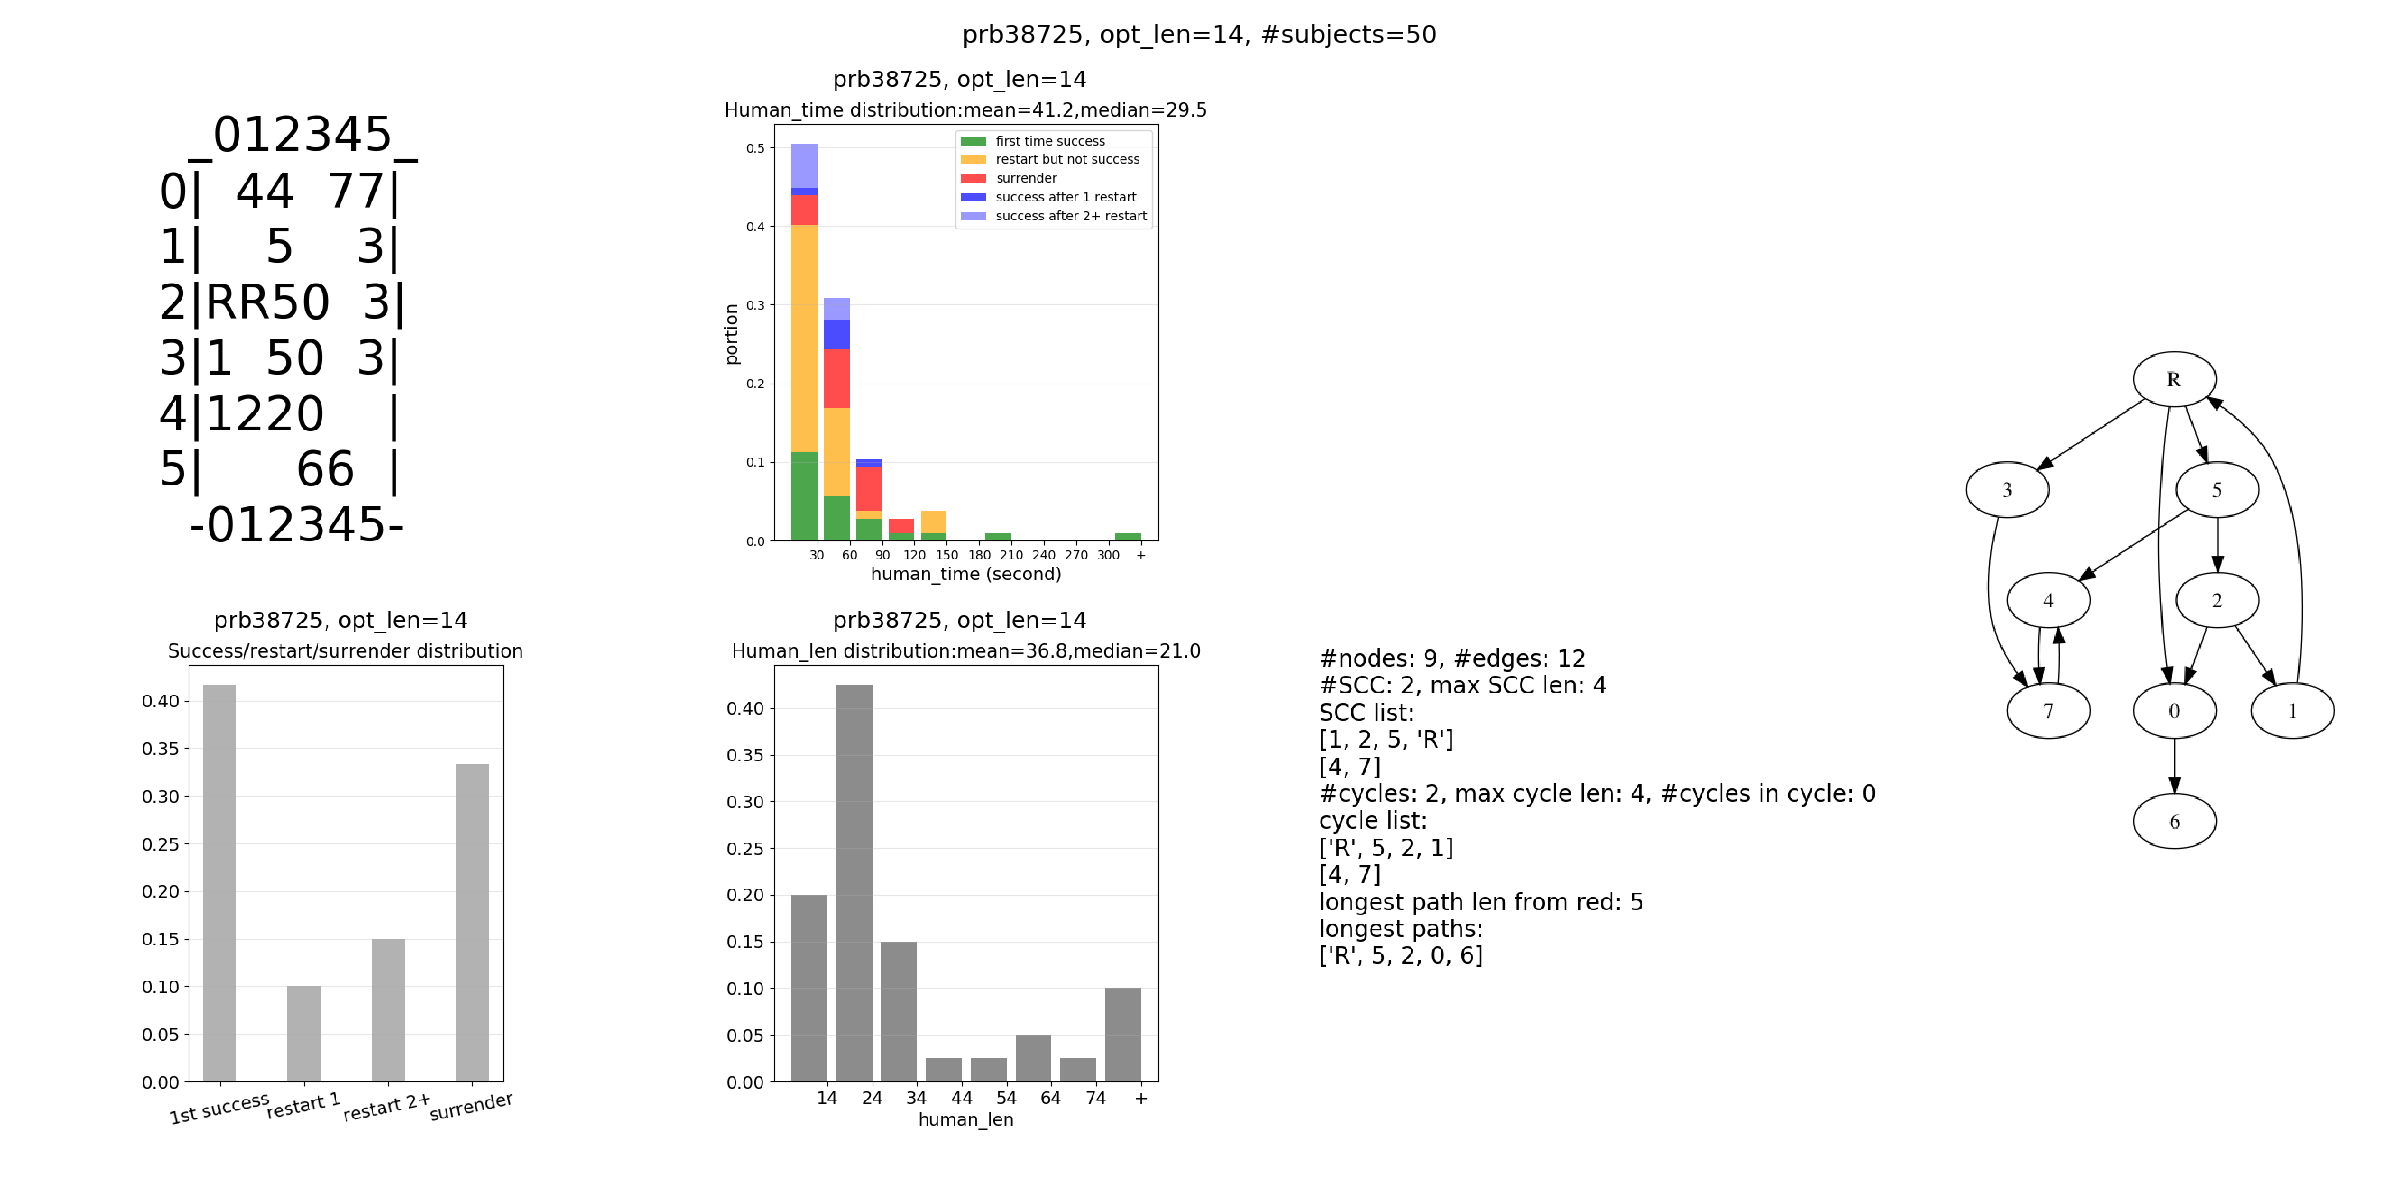 prb38725, opt_len=14, #subjects=50
_012345_
0|  44  77|
1|    5    3|
2|RR50  3|
3|1  50  3|
4|1220    |
5|      66  |
-012345-
prb38725, opt_len=14
Human_time distribution:mean=41.2,median=29.5
first time success
restart but not success
surrender
success after 1 restart
success after 2+ restart
portion
0.5
0.4
0.3
0.2
0.1
0.0
30 60 90 120 150 180 210 240 270 300 +
human_time (second)
prb38725, opt_len=14
Success/restart/surrender distribution
0.40
0.35
0.30
0.25
0.20
0.15
0.10
0.05
0.00
1st success restart 1 restart 2+ surrender
prb38725, opt_len=14
Human_len distribution:mean=36.8,median=21.0
0.40
0.35
0.30
0.25
0.20
0.15
0.10
0.05
0.00
14 24 34 44 54 64 74 +
human_len
#nodes: 9, #edges: 12
#SCC: 2, max SCC len: 4
SCC list:
[1, 2, 5, 'R']
[4, 7]
#cycles: 2, max cycle len: 4, #cycles in cycle: 0
cycle list:
['R', 5, 2, 1]
[4, 7]
longest path len from red: 5
longest paths:
['R', 5, 2, 0, 6]
R
3 5
4 2
7 0 1
6